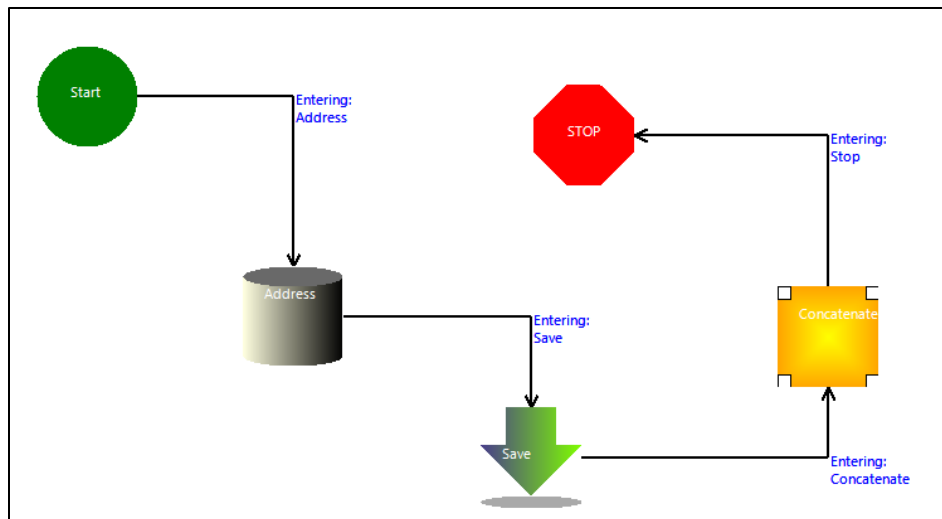 Start
Entering:
Address
Address
Entering:
Save
Save
Entering:
Concatenate
Concatenate
Entering:
Stop
STOP